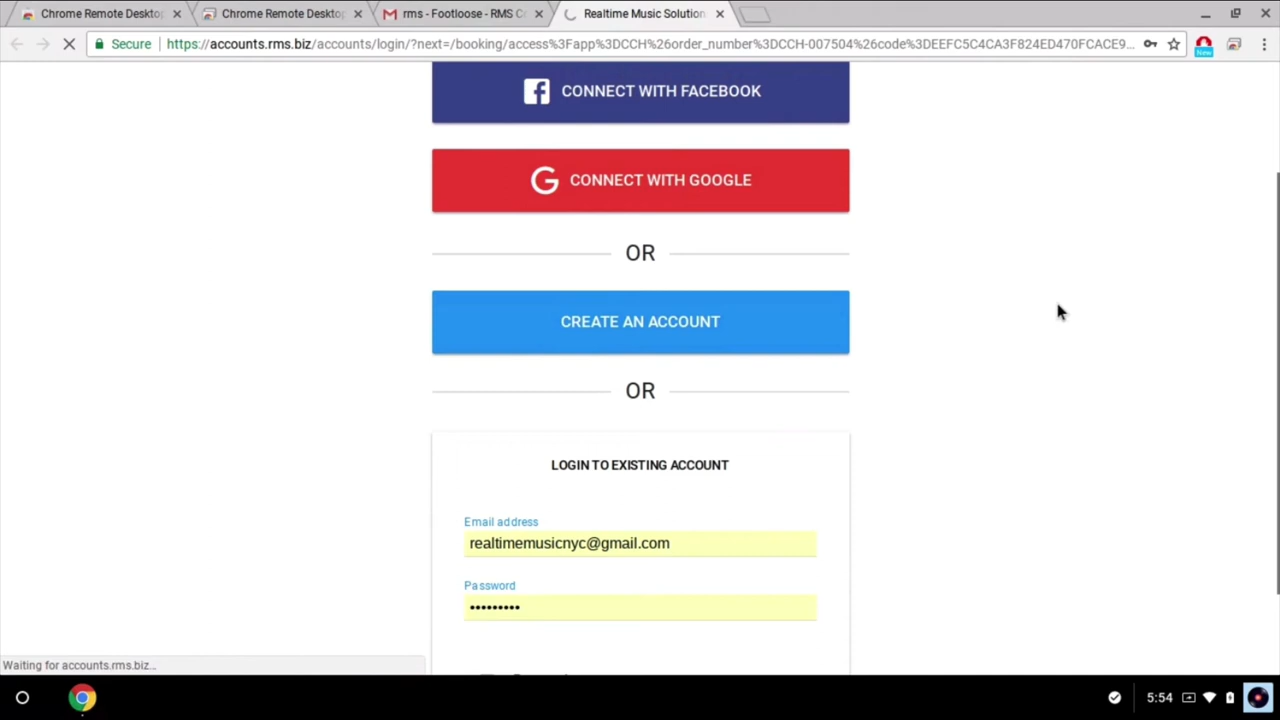 Chrome Remote Desktop
Chrome Remote Desktop
rms - Footloose - RMS C
Realtime Music Solution
Secure
https://accounts.rms.biz/accounts/login/?next=/booking/access%3Fapp%3DCCH%26order_number%3DCCH-007504%26code%3DEEFC5C4CA3F824ED470FCACE9...
New
CONNECT WITH FACEBOOK
G CONNECT WITH GOOGLE
OR
CREATE AN ACCOUNT
OR
LOGIN TO EXISTING ACCOUNT
Email address
realtimemusicnyc@gmail.com
Password
•••••••••
Waiting for accounts.rms.biz...
5:54